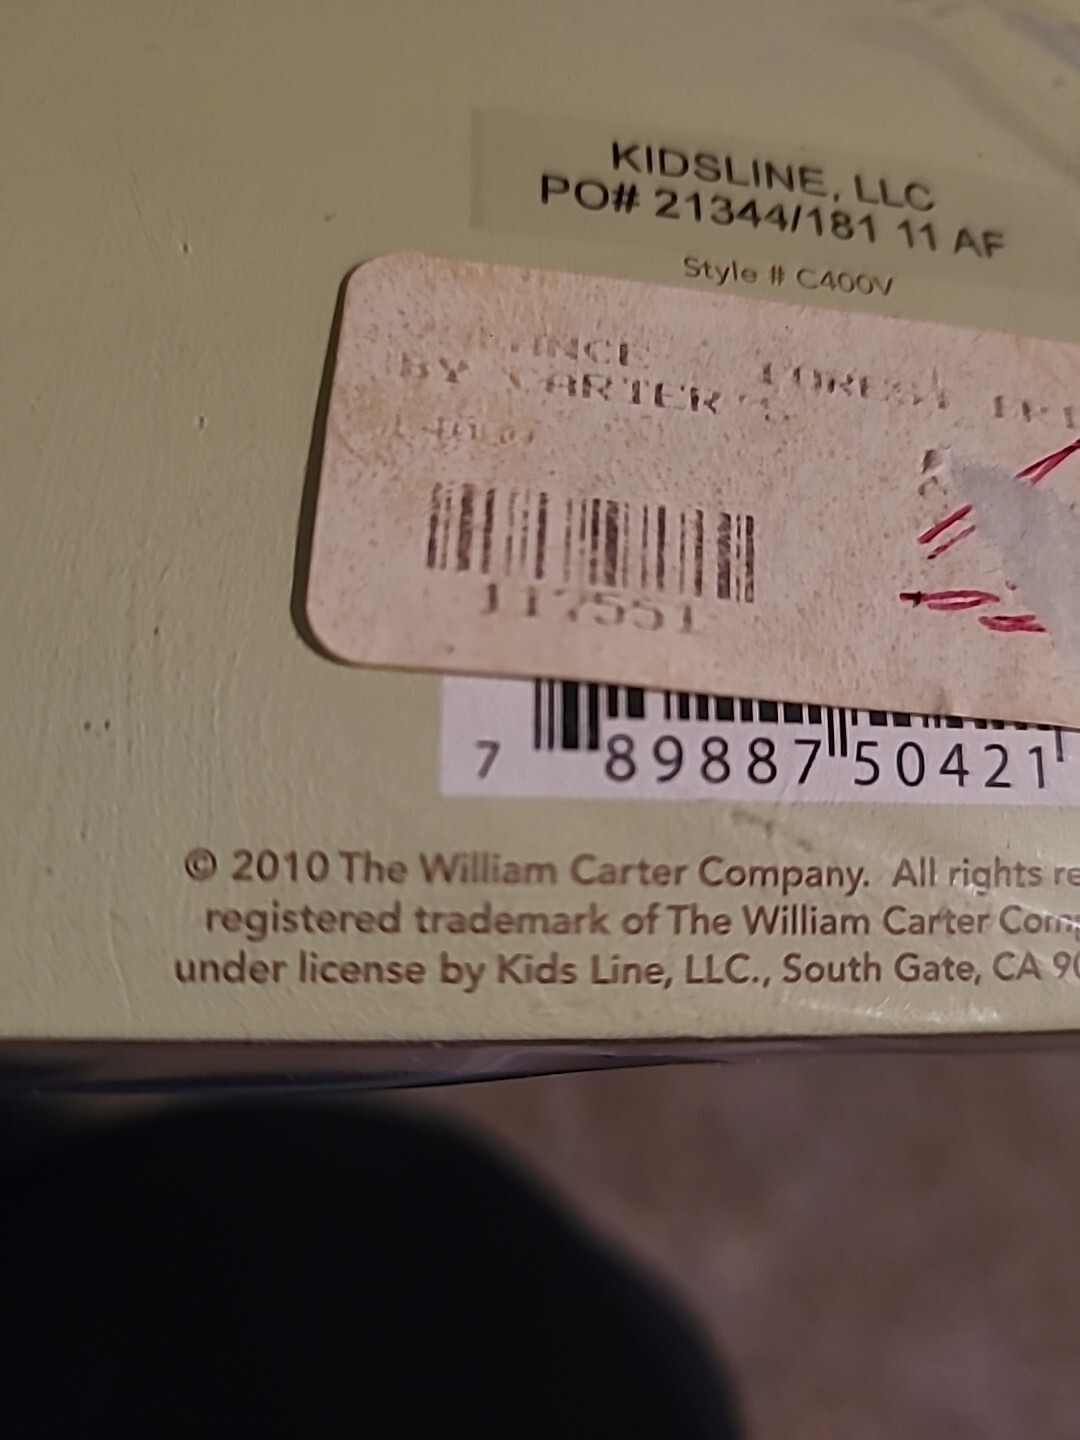 KIDSLINE, LLC
PO# 21344/181 11 AF
Style # C400V
BY CARTER'S
117551
7 89887 50421
© 2010 The William Carter Company. All rights re
registered trademark of The William Carter Com
under license by Kids Line, LLC., South Gate, CA 90